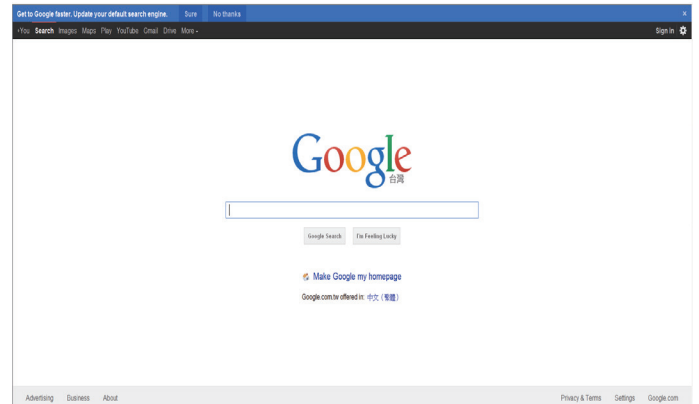 Get to Google faster. Update your default search engine. Sure No thanks ×
+You Search Images Maps Play YouTube Gmail Drive More Sign in
Google
台灣
Google Search I'm Feeling Lucky
Make Google my homepage
Google.com.tw offered in: 中文（繁體）
Advertising Business About Privacy & Terms Settings Google.com